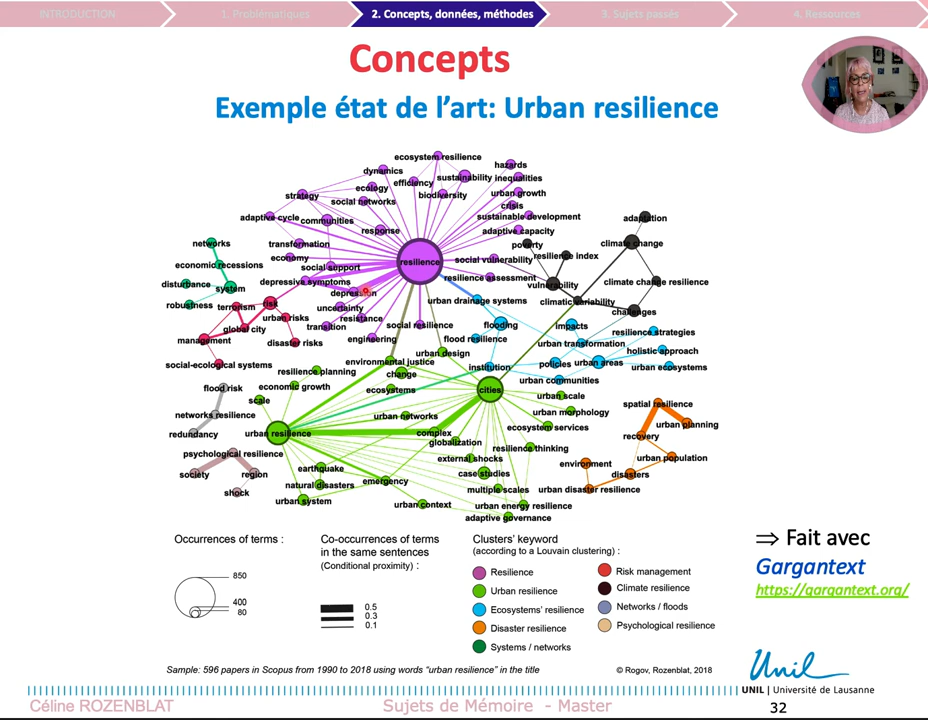 INTRODUCTION
1. Problématiques
2. Concepts, données, méthodes
3. Sujets passés
4. Ressources
Concepts
Exemple état de l'art: Urban resilience
ecosystem resilience
hazards
dynamics
efficiency
sustainability
inequalities
ecology
strategy
biodiversity
urban growth
social networks
crisis
adaptive cycle
communities
sustainable development
adaptation
response
adaptive capacity
networks
transformation
poverty
climate change
economy
resilience
social vulnerability
resilience index
economic recessions
social support
resilience assessment
disturbance
system
depressive symptoms
vulnerability
climate change resilience
depression
urban drainage systems
climatic variability
robustness
terrorism
risk
uncertainty
challenges
urban risks
resistance
global city
transition
social resilience
flooding
impacts
resilience strategies
management
disaster risks
engineering
flood resilience
urban transformation
holistic approach
urban design
social-ecological systems
environmental justice
institution
policies
urban areas
urban ecosystems
resilience planning
change
urban communities
flood risk
economic growth
ecosystems
cities
urban scale
scale
spatial resilience
networks resilience
urban networks
urban morphology
urban planning
redundancy
urban resilience
complex
ecosystem services
recovery
globalization
psychological resilience
resilience thinking
external shocks
urban population
society
region
earthquake
case studies
environment
disasters
natural disasters
emergency
multiple scales
urban disaster resilience
shock
urban system
urban context
urban energy resilience
adaptive governance
Occurrences of terms :
850
400
80
Co-occurrences of terms
in the same sentences
(Conditional proximity) :
0.5
0.3
0.1
Clusters' keyword
(according to a Louvain clustering) :
Resilience
Urban resilience
Ecosystems' resilience
Disaster resilience
Systems / networks
Risk management
Climate resilience
Networks / floods
Psychological resilience
⇒ Fait avec
Gargantext
https://gargantext.org/
Sample: 596 papers in Scopus from 1990 to 2018 using words "urban resilience" in the title
© Rogov, Rozenblat, 2018
Unil
UNIL | Université de Lausanne
Céline ROZENBLAT
Sujets de Mémoire - Master
32